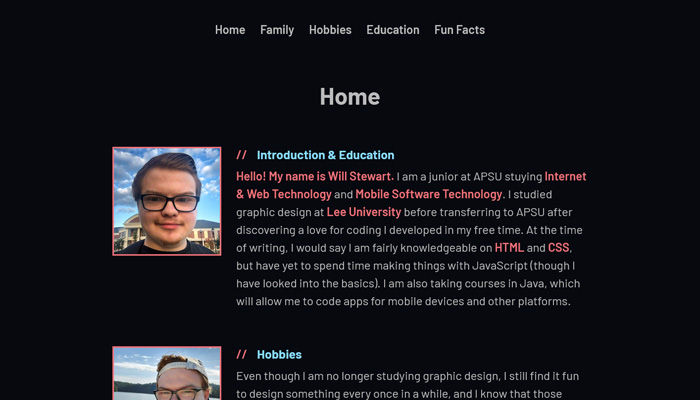 Home Family Hobbies Education Fun Facts
Home
// Introduction & Education
Hello! My name is Will Stewart. I am a junior at APSU stuying Internet
& Web Technology and Mobile Software Technology. I studied
graphic design at Lee University before transferring to APSU after
discovering a love for coding I developed in my free time. At the time
of writing, I would say I am fairly knowledgeable on HTML and CSS,
but have yet to spend time making things with JavaScript (though I
have looked into the basics). I am also taking courses in Java, which
will allow me to code apps for mobile devices and other platforms.
// Hobbies
Even though I am no longer studying graphic design, I still find it fun
to design something every once in a while, and I know that those